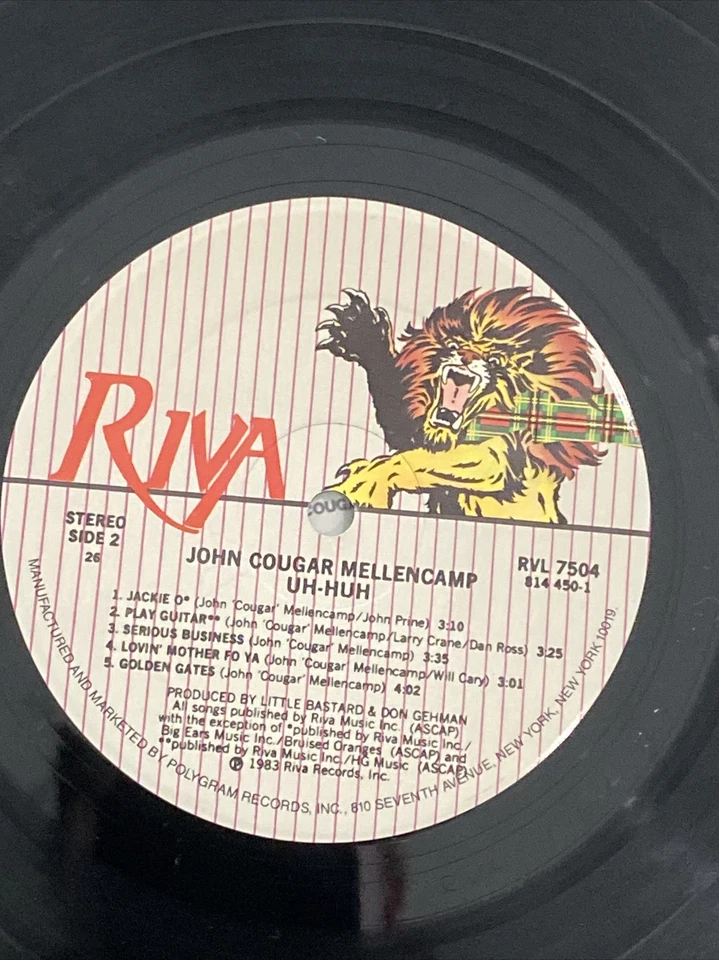 RIVA
COUGA
STEREO
SIDE 2
26
JOHN COUGAR MELLENCAMP
UH-HUH
RVL 7504
814 450-1
1. JACKIE O* (John 'Cougar' Mellencamp/John Prine) 3:10
2. PLAY GUITAR** (John 'Cougar' Mellencamp/Larry Crane/Dan Ross) 3:25
3. SERIOUS BUSINESS (John 'Cougar' Mellencamp) 3:35
4. LOVIN' MOTHER FO YA (John 'Cougar' Mellencamp/Will Cary) 3:01
5. GOLDEN GATES (John 'Cougar' Mellencamp) 4:02
PRODUCED BY LITTLE BASTARD & DON GEHMAN
All songs published by Riva Music Inc. (ASCAP)
with the exception of *published by Riva Music Inc./
Big Ears Music Inc./Bruised Oranges (ASCAP) and
**published by Riva Music Inc./HG Music (ASCAP)
℗ 1983 Riva Records, Inc.
MANUFACTURED AND MARKETED BY POLYGRAM RECORDS, INC., 810 SEVENTH AVENUE, NEW YORK, NEW YORK 10019.